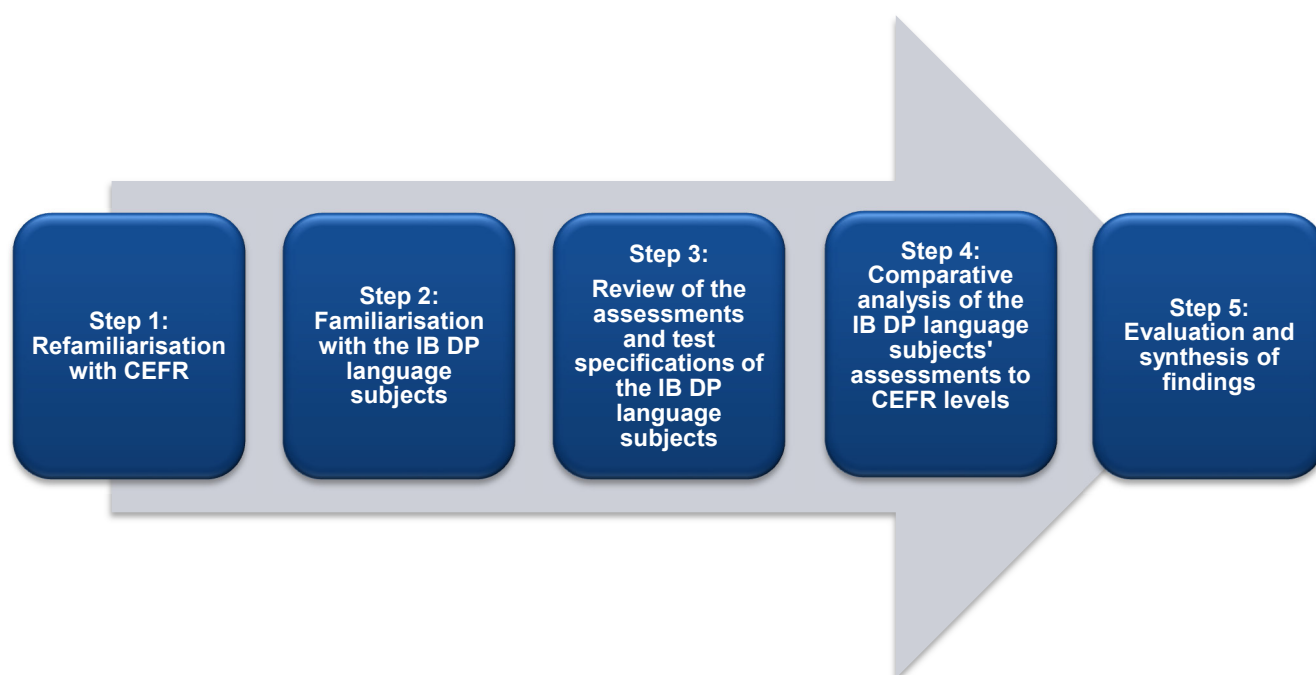 Step 1:
Refamiliarisation
with CEFR
Step 2:
Familiarisation
with the IB DP
language
subjects
Step 3:
Review of the
assessments
and test
specifications of
the IB DP
language
subjects
Step 4:
Comparative
analysis of the
IB DP language
subjects'
assessments to
CEFR levels
Step 5:
Evaluation and
synthesis of
findings